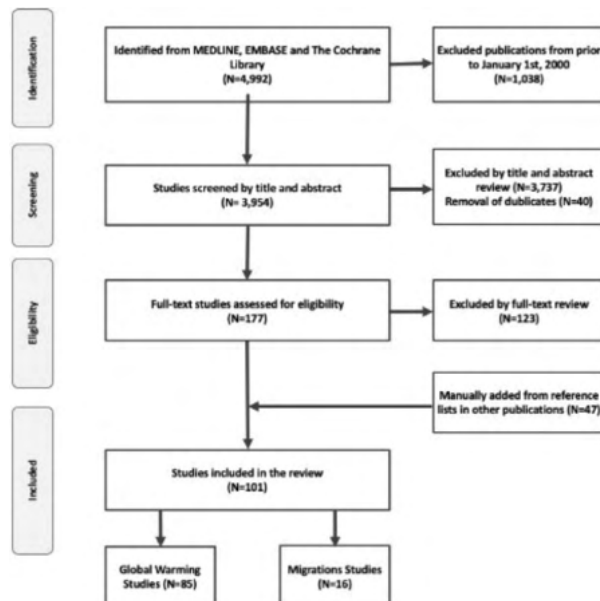 Identification
Identified from MEDLINE, EMBASE and The Cochrane
Library
(N=4,992)
Excluded publications from prior
to January 1st, 2000
(N=1,038)
Screening
Studies screened by title and abstract
(N= 3,954)
Excluded by title and abstract
review (N=3,737)
Removal of dublicates (N=40)
Eligibility
Full-text studies assessed for eligibility
(N=177)
Excluded by full-text review
(N=123)
Manually added from reference
lists in other publications (N=47)
Included
Studies included in the review
(N=101)
Global Warming
Studies (N=85)
Migrations Studies
(N=16)